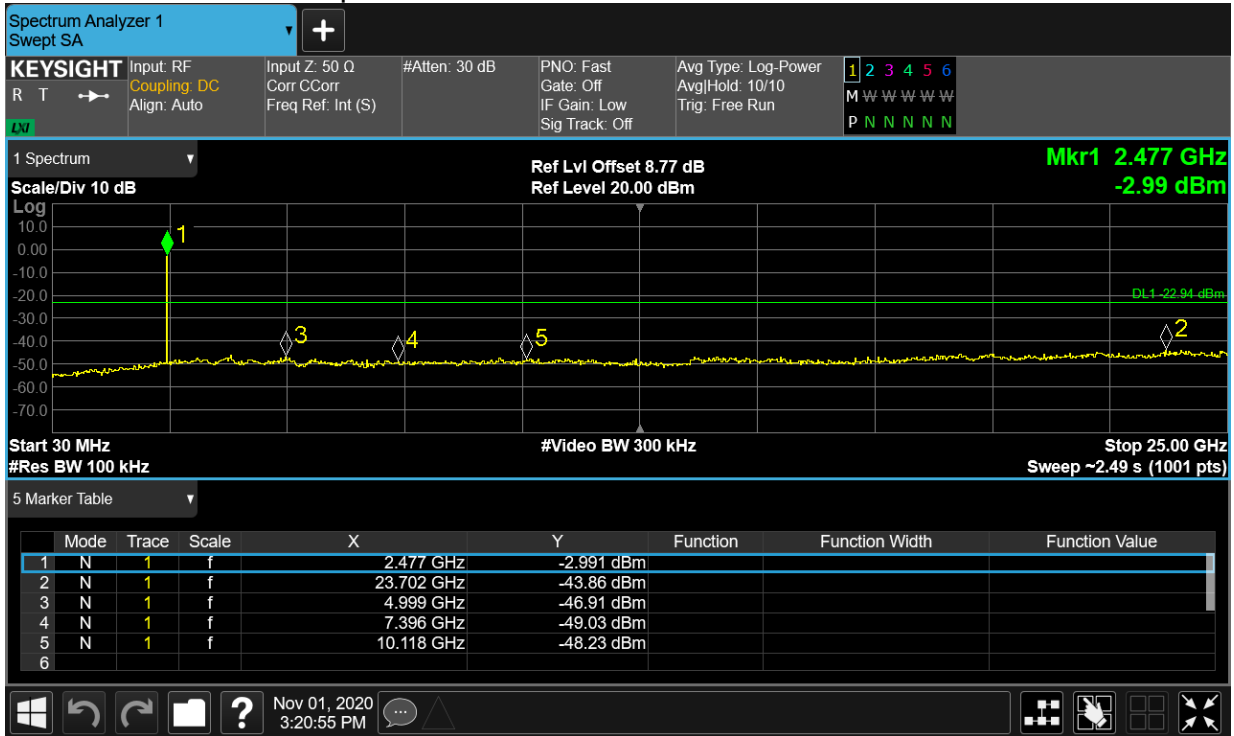 Spectrum Analyzer 1
Swept SA
KEYSIGHT
R T
LXI
Input: RF
Coupling: DC
Align: Auto
Input Z: 50 Ω
Corr CCorr
Freq Ref: Int (S)
#Atten: 30 dB
PNO: Fast
Gate: Off
IF Gain: Low
Sig Track: Off
Avg Type: Log-Power
Avg|Hold: 10/10
Trig: Free Run
1 2 3 4 5 6
M W W W W W
P N N N N N
1 Spectrum
Scale/Div 10 dB
Ref Lvl Offset 8.77 dB
Ref Level 20.00 dBm
Mkr1 2.477 GHz
-2.99 dBm
Log
10.0
0.00
-10.0
-20.0
-30.0
-40.0
-50.0
-60.0
-70.0
1
DL1 -22.94 dBm
3
4
5
2
Start 30 MHz
#Res BW 100 kHz
#Video BW 300 kHz
Stop 25.00 GHz
Sweep ~2.49 s (1001 pts)
5 Marker Table
Mode Trace Scale X Y Function Function Width Function Value
1 N 1 f 2.477 GHz -2.991 dBm
2 N 1 f 23.702 GHz -43.86 dBm
3 N 1 f 4.999 GHz -46.91 dBm
4 N 1 f 7.396 GHz -49.03 dBm
5 N 1 f 10.118 GHz -48.23 dBm
6
?
Nov 01, 2020
3:20:55 PM